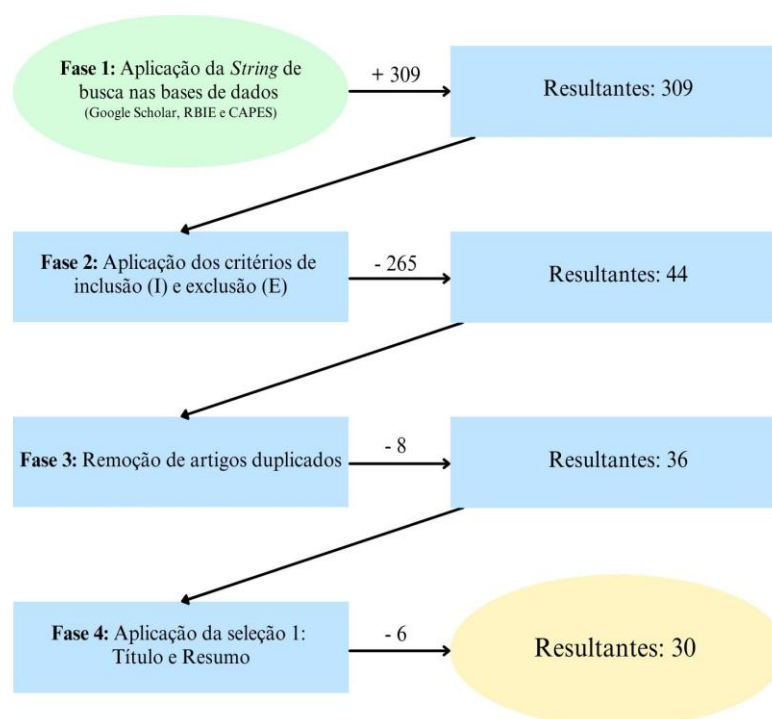 Fase 1: Aplicação da String de
busca nas bases de dados
(Google Scholar, RBIE e CAPES)
+ 309
Resultantes: 309
Fase 2: Aplicação dos critérios de
inclusão (I) e exclusão (E)
- 265
Resultantes: 44
Fase 3: Remoção de artigos duplicados
- 8
Resultantes: 36
Fase 4: Aplicação da seleção 1:
Título e Resumo
- 6
Resultantes: 30